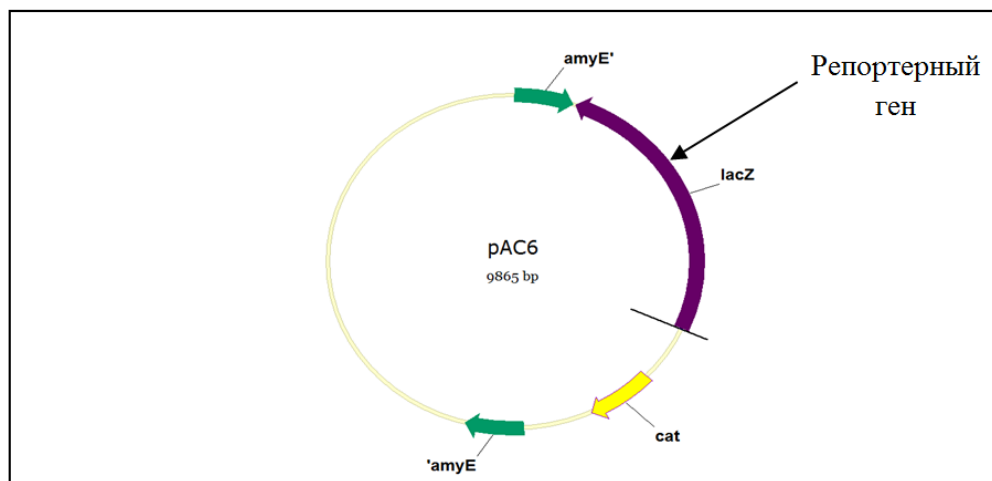 amyE'
Репортерный
ген
lacZ
pAC6
9865 bp
cat
'amyE